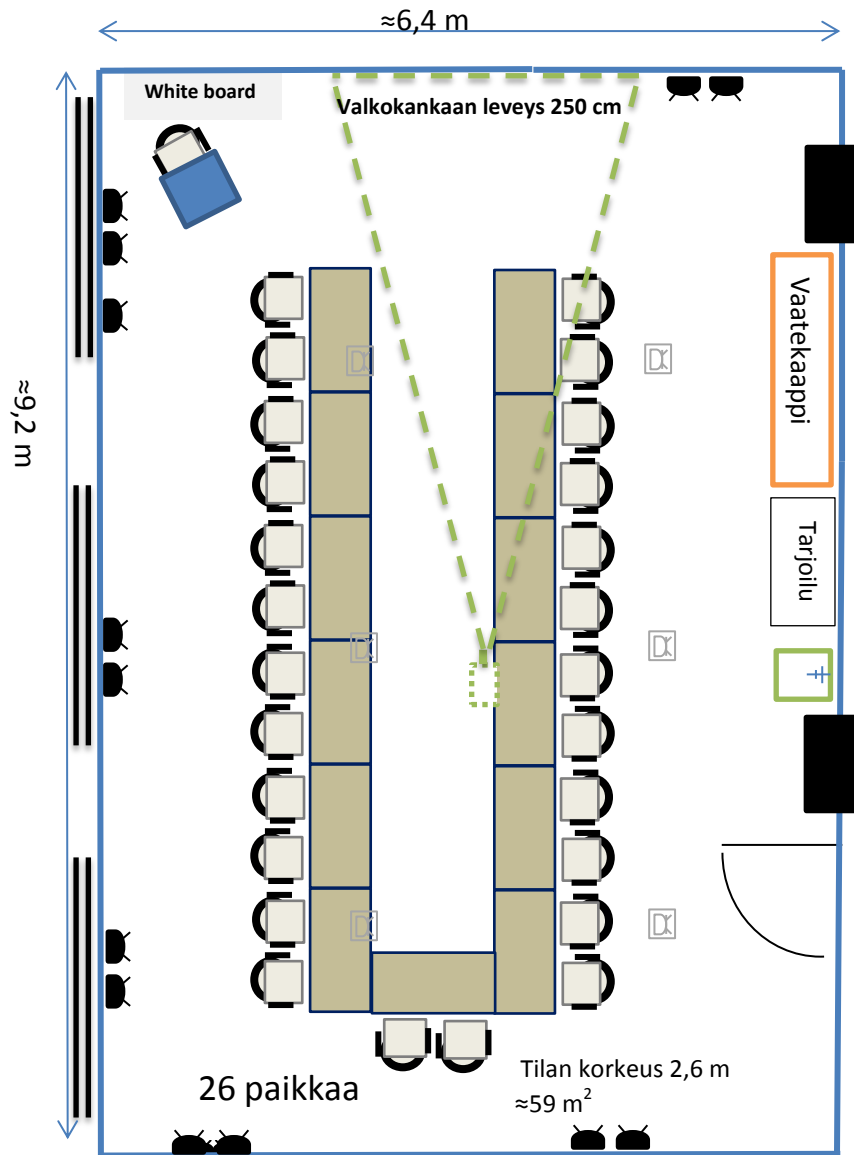 ≈6,4 m
White board
Valkokankaan leveys 250 cm
≈9,2 m
Vaatekaappi
Tarjoilu
26 paikkaa
Tilan korkeus 2,6 m
≈59 m²